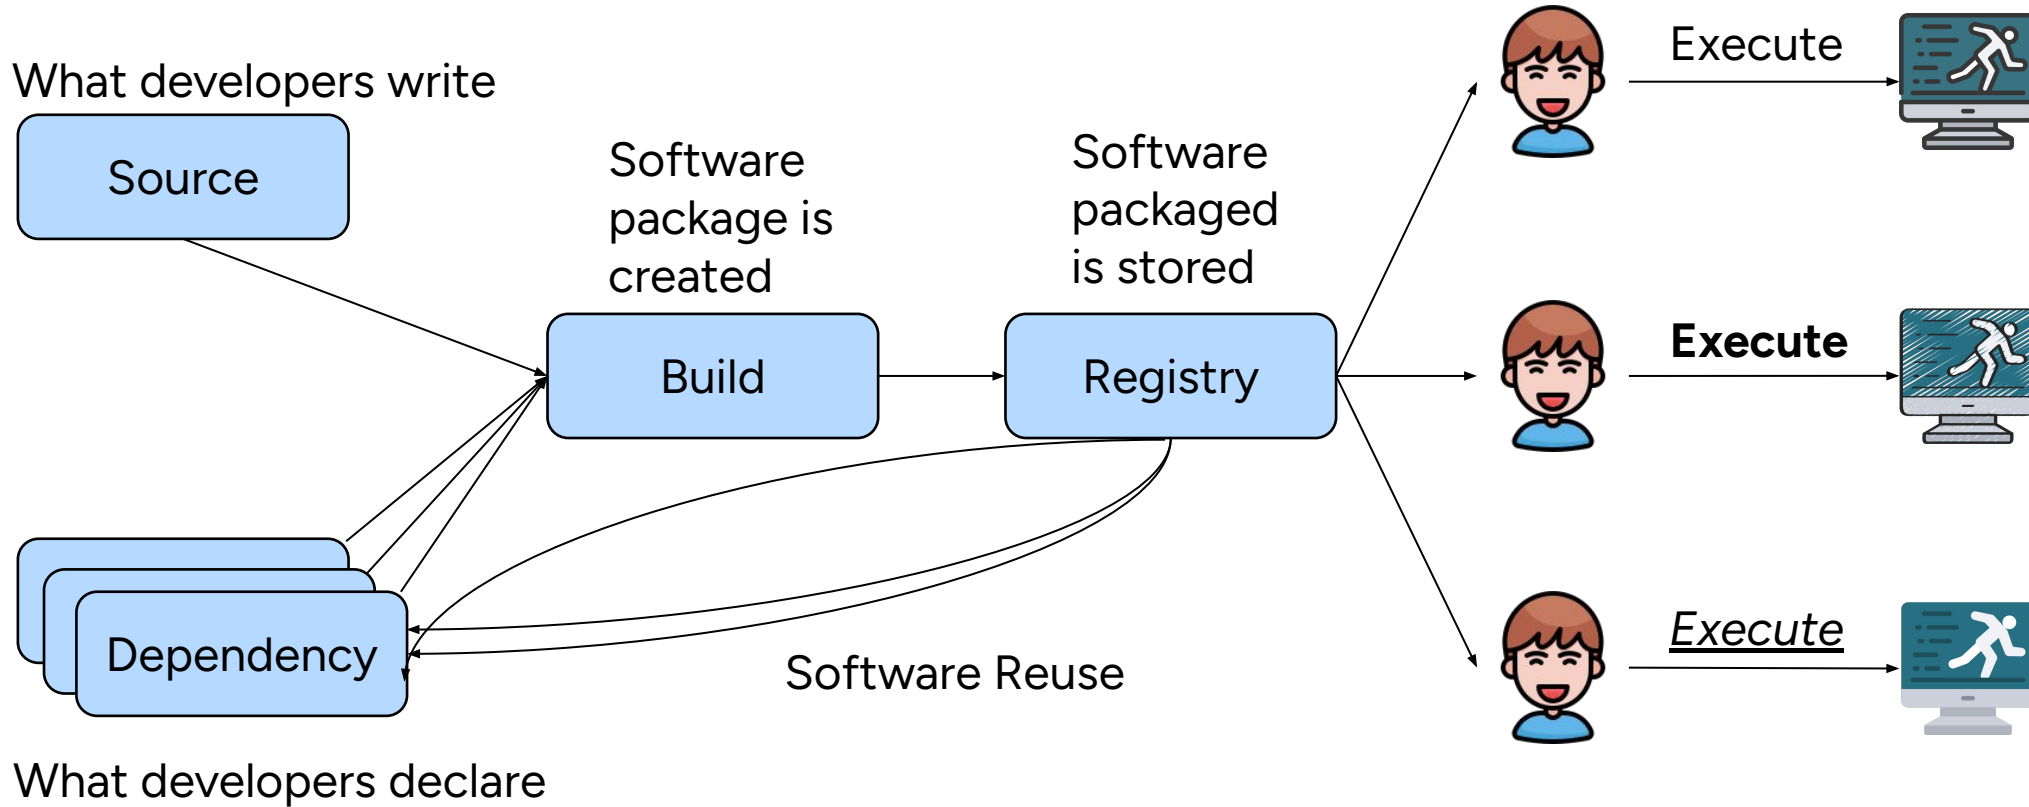 What developers write
Source
Software
package is
created
Build
Software
packaged
is stored
Registry
Execute
Execute
Execute
Dependency
Software Reuse
What developers declare